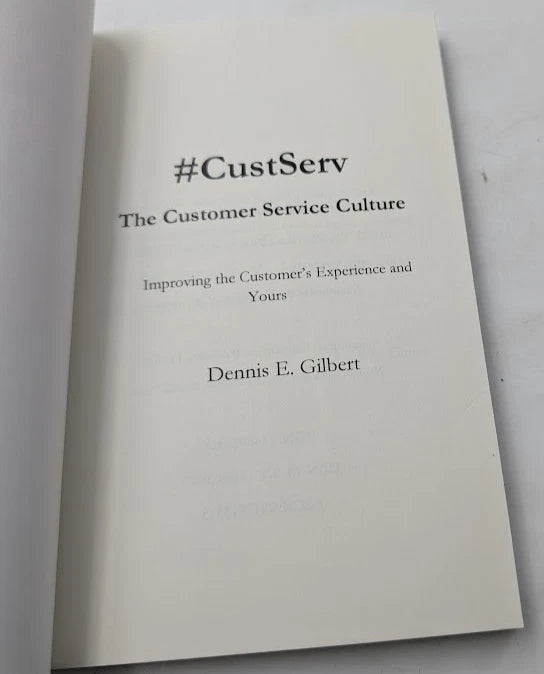 #CustServ
The Customer Service Culture
Improving the Customer's Experience and
Yours
Dennis E. Gilbert